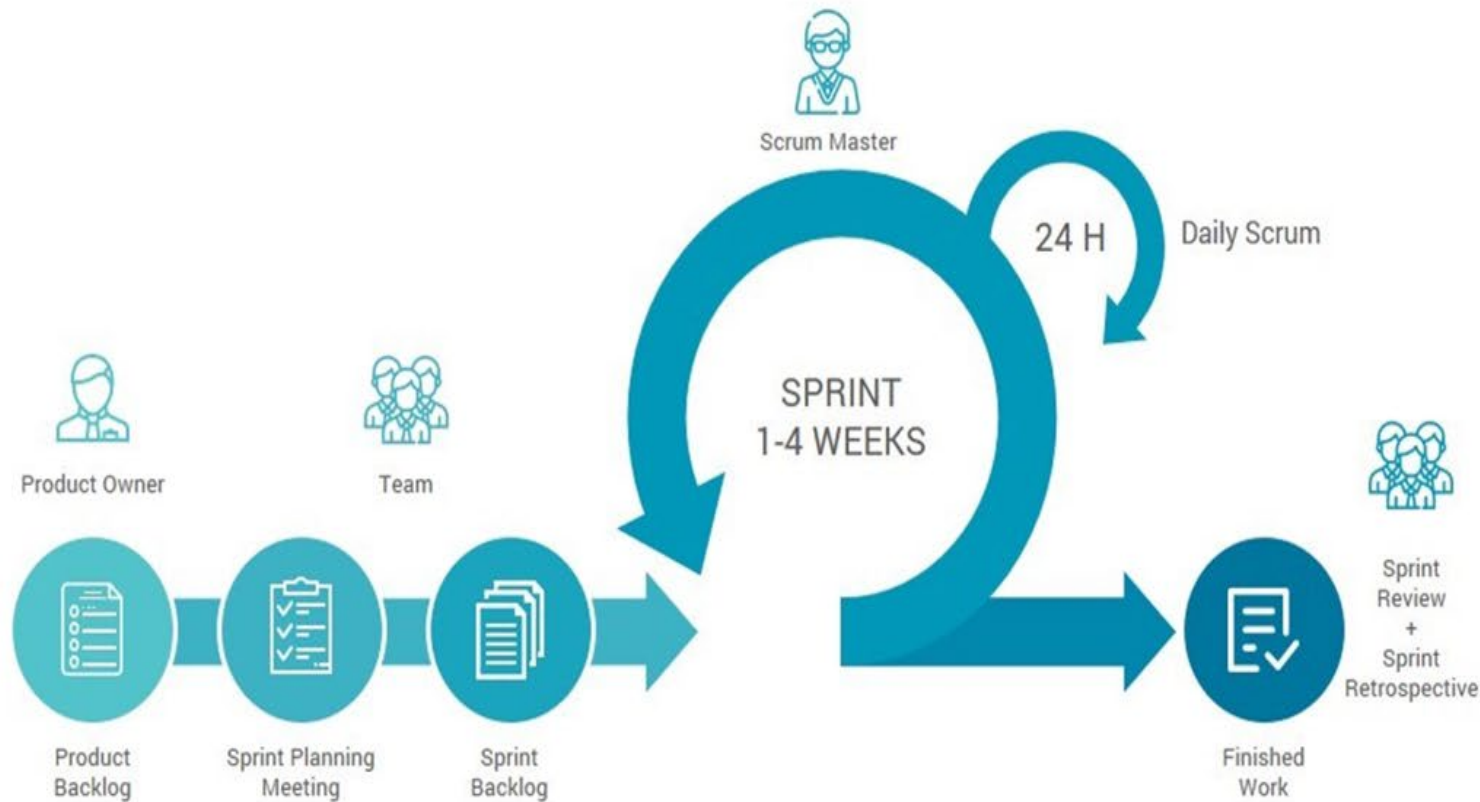 Scrum Master
24 H
Daily Scrum
SPRINT
1-4 WEEKS
Product Owner
Team
Product
Backlog
Sprint Planning
Meeting
Sprint
Backlog
Finished
Work
Sprint
Review
+
Sprint
Retrospective